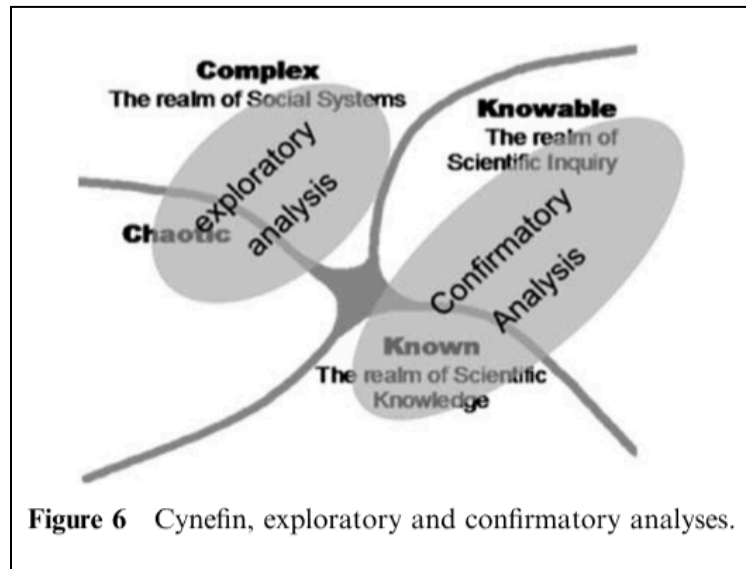 Complex
The realm of Social Systems
Knowable
The realm of
Scientific Inquiry
exploratory
analysis
Chaotic
Confirmatory
Analysis
Known
The realm of Scientific
Knowledge
Figure 6 Cynefin, exploratory and confirmatory analyses.